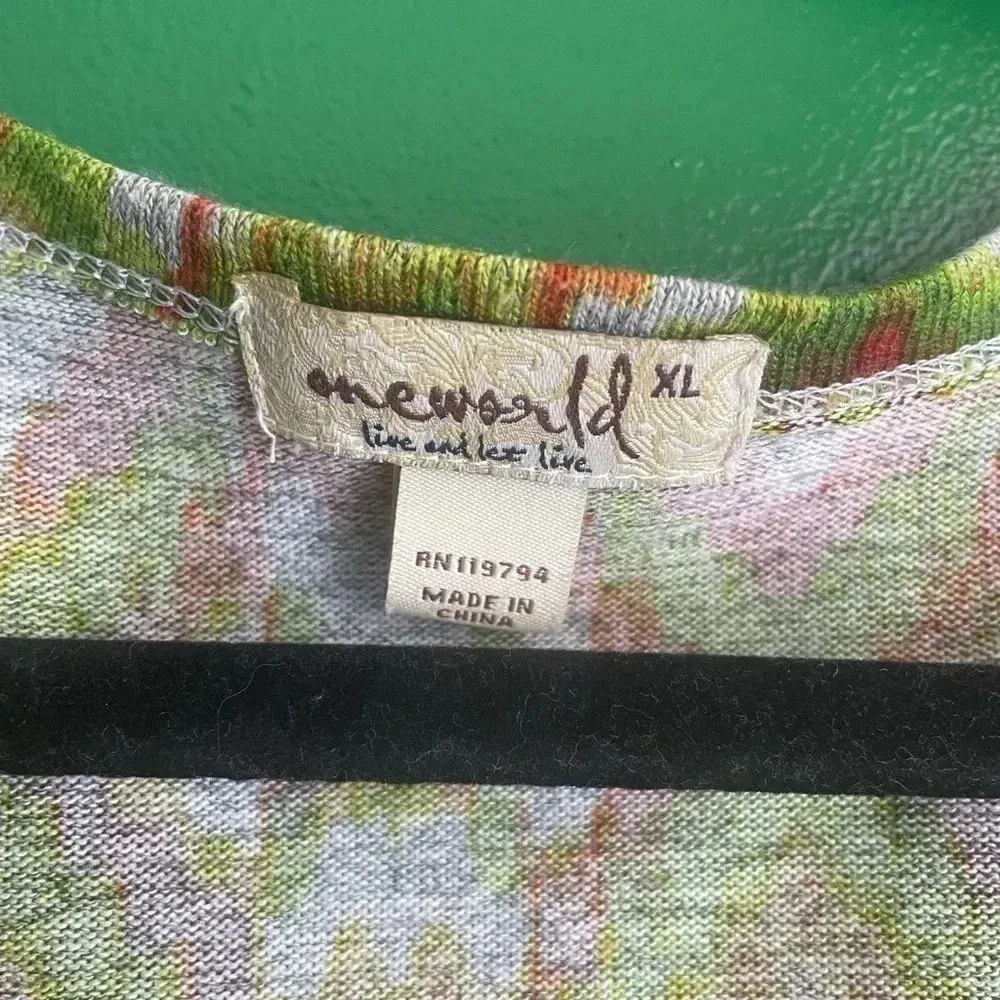 oneworld XL
live and let live
RN119794
MADE IN
CHINA